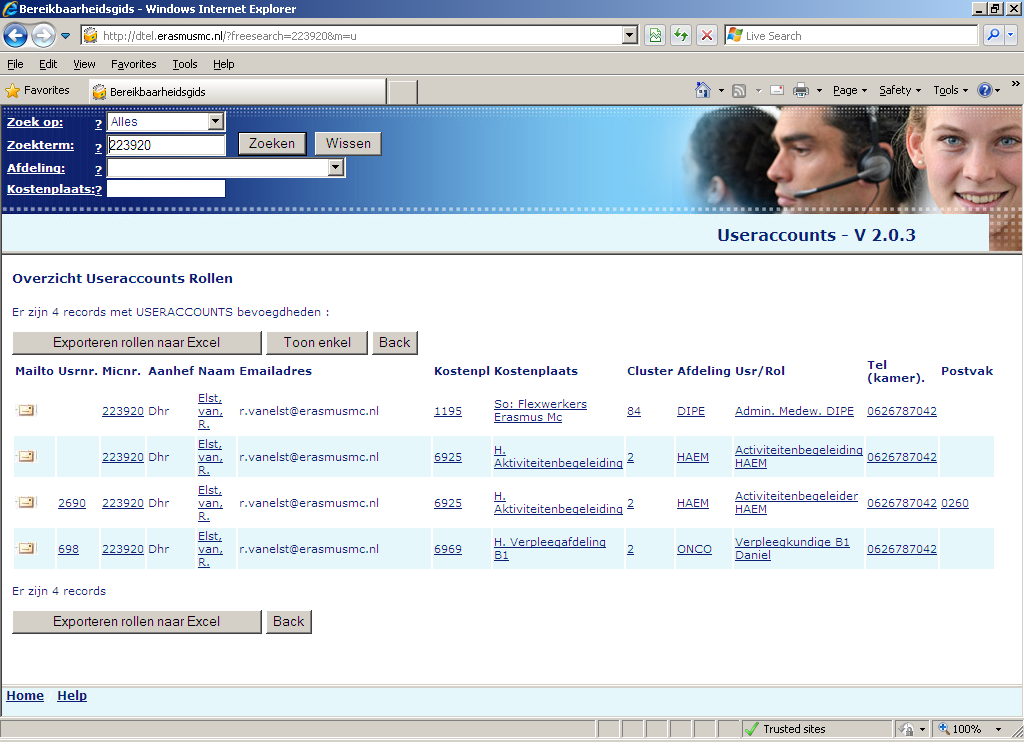 Bereikbaarheidsgids - Windows Internet Explorer
http://dtel.erasmusmc.nl/?freesearch=223920&m=u
Live Search
File Edit View Favorites Tools Help
Favorites Bereikbaarheidsgids Page Safety Tools »
Zoek op: ? Alles
Zoekterm: ? 223920 Zoeken Wissen
Afdeling: ?
Kostenplaats: ?
Useraccounts - V 2.0.3
Overzicht Useraccounts Rollen
Er zijn 4 records met USERACCOUNTS bevoegdheden :
Exporteren rollen naar Excel Toon enkel Back
Mailto Usrnr. Micnr. Aanhef Naam Emailadres Kostenpl Kostenplaats Cluster Afdeling Usr/Rol Tel (kamer). Postvak
223920 Dhr Elst, van, R. r.vanelst@erasmusmc.nl 1195 So: Flexwerkers Erasmus Mc 84 DIPE Admin. Medew. DIPE 0626787042
223920 Dhr Elst, van, R. r.vanelst@erasmusmc.nl 6925 H. Aktiviteitenbegeleiding 2 HAEM Activiteitenbegeleiding HAEM 0626787042
2690 223920 Dhr Elst, van, R. r.vanelst@erasmusmc.nl 6925 H. Aktiviteitenbegeleiding 2 HAEM Activiteitenbegeleider HAEM 0626787042 0260
698 223920 Dhr Elst, van, R. r.vanelst@erasmusmc.nl 6969 H. Verpleegafdeling B1 2 ONCO Verpleegkundige B1 Daniel 0626787042
Er zijn 4 records
Exporteren rollen naar Excel Back
Home Help
Trusted sites 100%